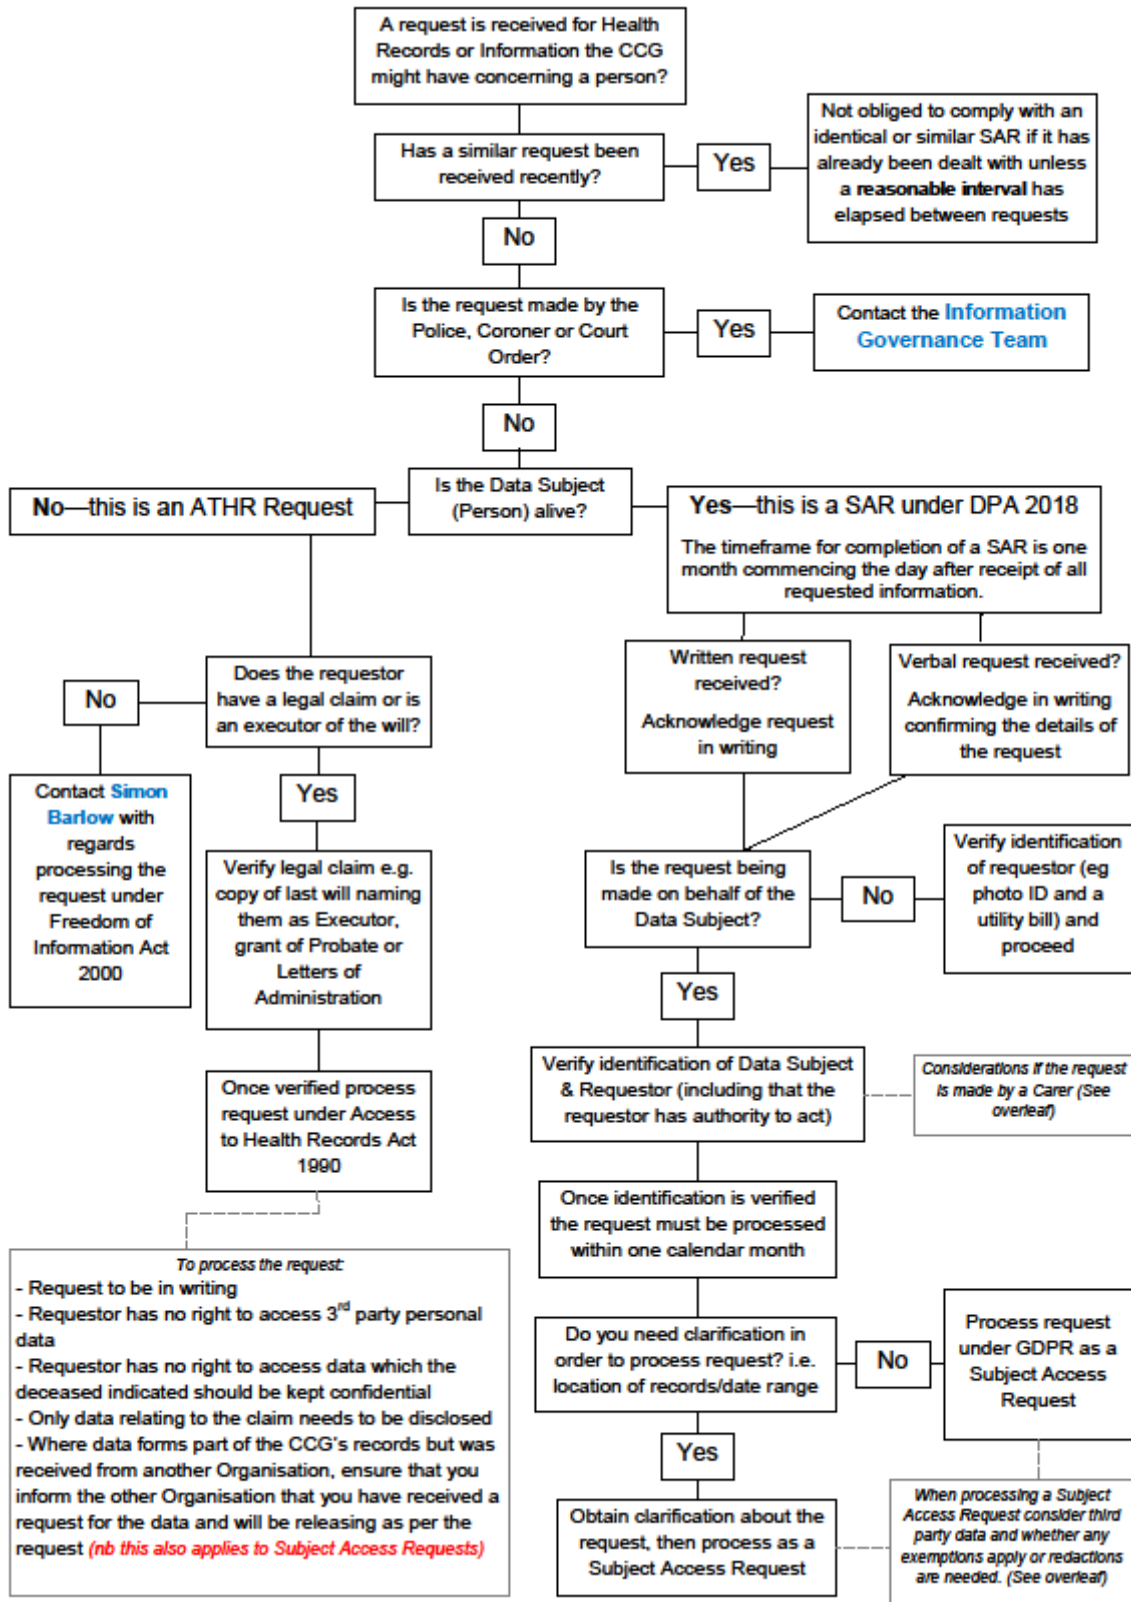 A request is received for Health
Records or Information the CCG
might have concerning a person?
Not obliged to comply with an
identical or similar SAR if it has
already been dealt with unless
a reasonable interval has
elapsed between requests
Has a similar request been
received recently?
Yes
No
Is the request made by the
Police, Coroner or Court
Order?
Yes
Contact the Information
Governance Team
No
Is the Data Subject
(Person) alive?
No—this is an ATHR Request
Yes—this is a SAR under DPA 2018
The timeframe for completion of a SAR is one
month commencing the day after receipt of all
requested information.
Does the requestor
have a legal claim or is
an executor of the will?
No
Contact Simon
Barlow with
regards
processing the
request under
Freedom of
Information Act
2000
Yes
Verify legal claim e.g.
copy of last will naming
them as Executor,
grant of Probate or
Letters of
Administration
Once verified process
request under Access
to Health Records Act
1990
To process the request:
- Request to be in writing
- Requestor has no right to access 3rd party personal
data
- Requestor has no right to access data which the
deceased indicated should be kept confidential
- Only data relating to the claim needs to be disclosed
- Where data forms part of the CCG's records but was
received from another Organisation, ensure that you
inform the other Organisation that you have received a
request for the data and will be releasing as per the
request (nb this also applies to Subject Access Requests)
Written request
received?
Acknowledge request
in writing
Verbal request received?
Acknowledge in writing
confirming the details of
the request
Is the request being
made on behalf of the
Data Subject?
No
Verify identification
of requestor (eg
photo ID and a
utility bill) and
proceed
Yes
Verify identification of Data Subject
& Requestor (including that the
requestor has authority to act)
Considerations if the request
is made by a Carer (See
overleaf)
Once identification is verified
the request must be processed
within one calendar month
Do you need clarification in
order to process request? i.e.
location of records/date range
No
Process request
under GDPR as a
Subject Access
Request
Yes
Obtain clarification about the
request, then process as a
Subject Access Request
When processing a Subject
Access Request consider third
party data and whether any
exemptions apply or redactions
are needed. (See overleaf)